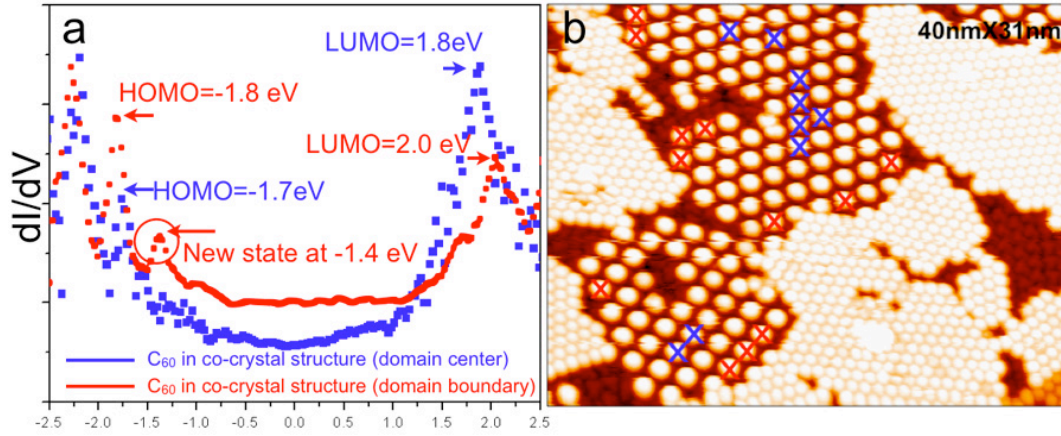 a
LUMO=1.8eV
HOMO=-1.8 eV
LUMO=2.0 eV
HOMO=-1.7eV
New state at -1.4 eV
dI/dV
C₆₀ in co-crystal structure (domain center)
C₆₀ in co-crystal structure (domain boundary)
-2.5 -2.0 -1.5 -1.0 -0.5 0.0 0.5 1.0 1.5 2.0 2.5
b
40nmX31nm